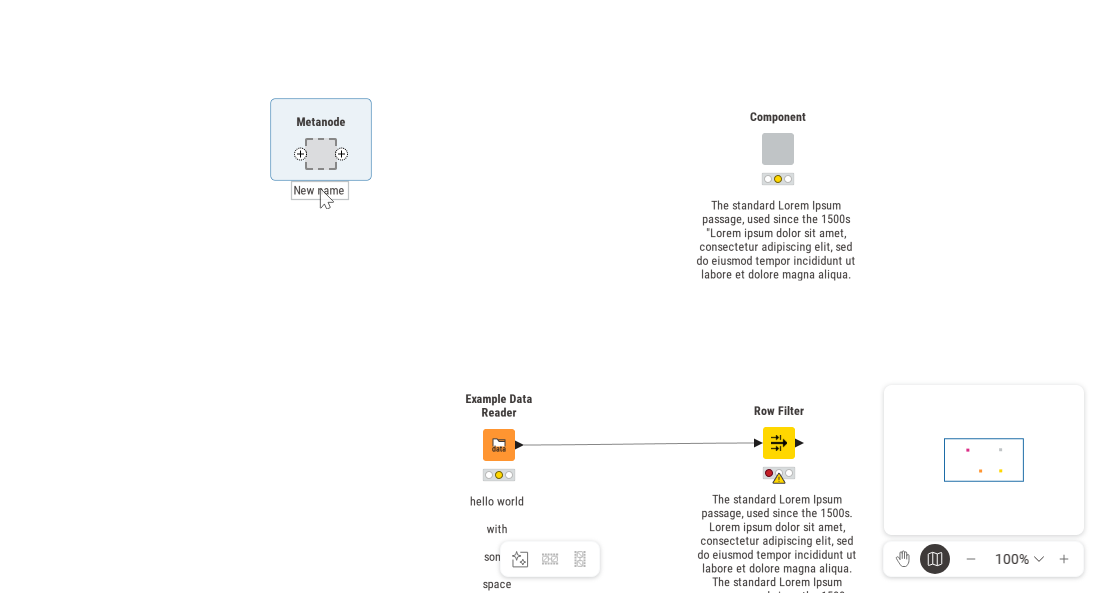 Metanode
New name
Component
The standard Lorem Ipsum
passage, used since the 1500s
"Lorem ipsum dolor sit amet,
consectetur adipiscing elit, sed
do eiusmod tempor incididunt ut
labore et dolore magna aliqua.
Example Data
Reader
data
hello world
with
space
Row Filter
The standard Lorem Ipsum
passage, used since the 1500s.
Lorem ipsum dolor sit amet,
consectetur adipiscing elit, sed
do eiusmod tempor incididunt ut
labore et dolore magna aliqua.
The standard Lorem Ipsum
100%